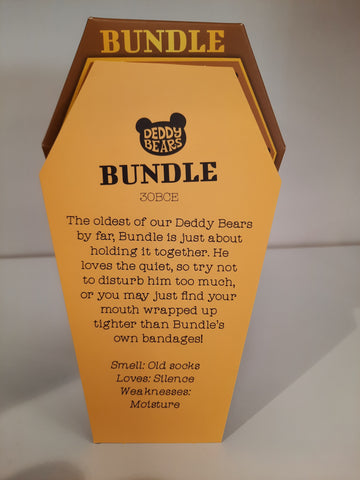 BUNDLE
DEDDY
BEARS
BUNDLE
30BCE
The oldest of our Deddy Bears
by far, Bundle is just about
holding it together. He
loves the quiet, so try not
to disturb him too much,
or you may just find your
mouth wrapped up
tighter than Bundle's
own bandages!
Smell: Old socks
Loves: Silence
Weaknesses:
Moisture